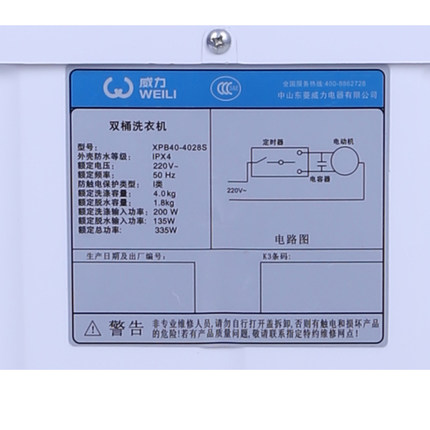 威力
WEILI
CCC
全国服务热线:400-8862728
中山东菱威力电器有限公司
双桶洗衣机
型号: XPB40-4028S
外壳防水等级: IPX4
额定电压: 220V~
额定频率: 50 Hz
防触电保护类型: I类
额定洗涤容量: 4.0kg
额定脱水容量: 1.8kg
额定洗涤输入功率: 200 W
额定脱水输入功率: 135W
额定总功率: 335W
定时器
电动机
电容器
220V~
电路图
生产日期及出厂编号:
K3条码:
警告
非专业维修人员,请勿自行打开盖拆卸,否则有触电和损坏产品
的危险!若有产品质量问题,敬请联系指定特约维修网点!